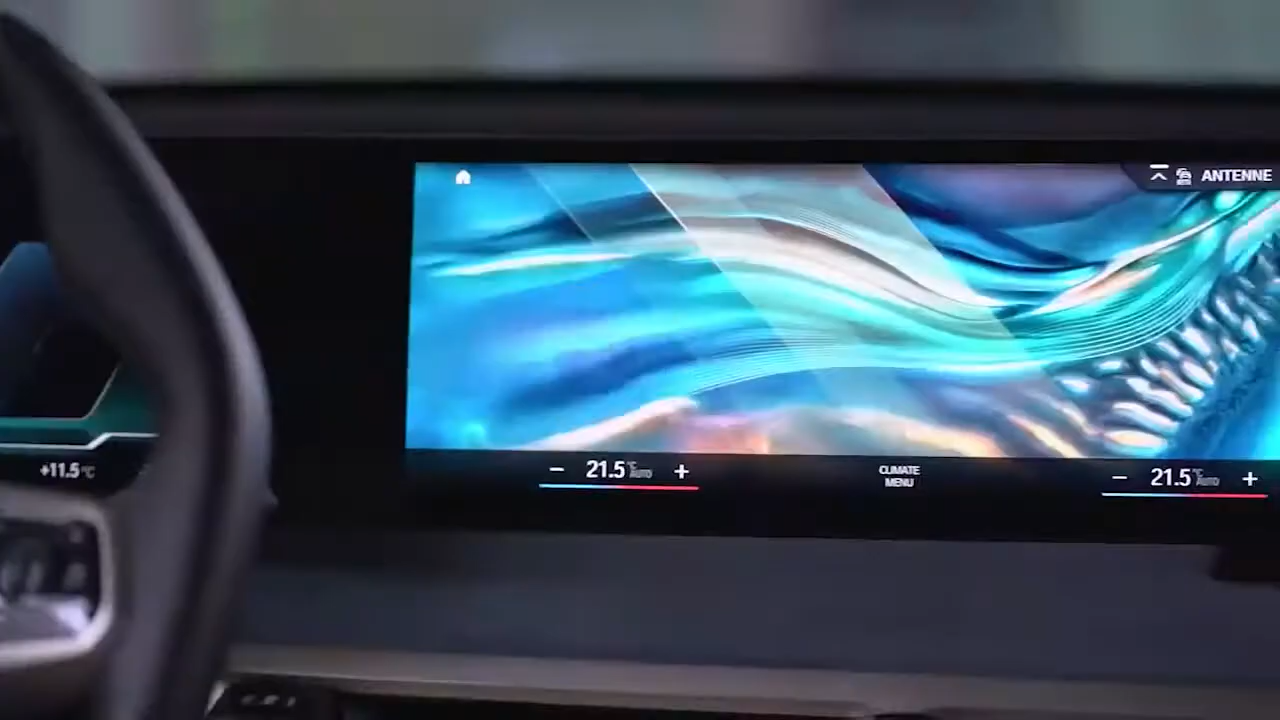 ANTENNE
+11.5°C
− 21.5°C AUTO +
CLIMATE
MENU
− 21.5°C AUTO +